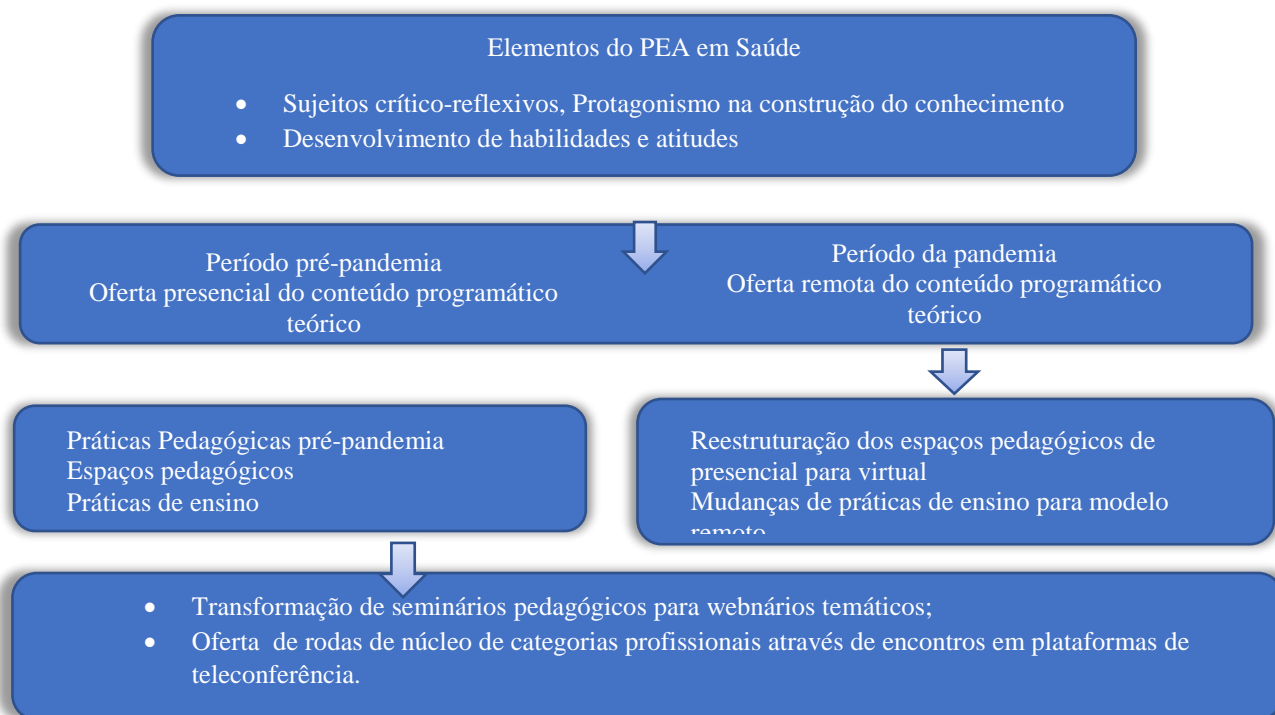 Elementos do PEA em Saúde
• Sujeitos crítico-reflexivos, Protagonismo na construção do conhecimento
• Desenvolvimento de habilidades e atitudes
Período pré-pandemia
Oferta presencial do conteúdo programático
teórico
Período da pandemia
Oferta remota do conteúdo programático
teórico
Práticas Pedagógicas pré-pandemia
Espaços pedagógicos
Práticas de ensino
Reestruturação dos espaços pedagógicos de
presencial para virtual
Mudanças de práticas de ensino para modelo
remoto
• Transformação de seminários pedagógicos para webnários temáticos;
• Oferta de rodas de núcleo de categorias profissionais através de encontros em plataformas de
teleconferência.